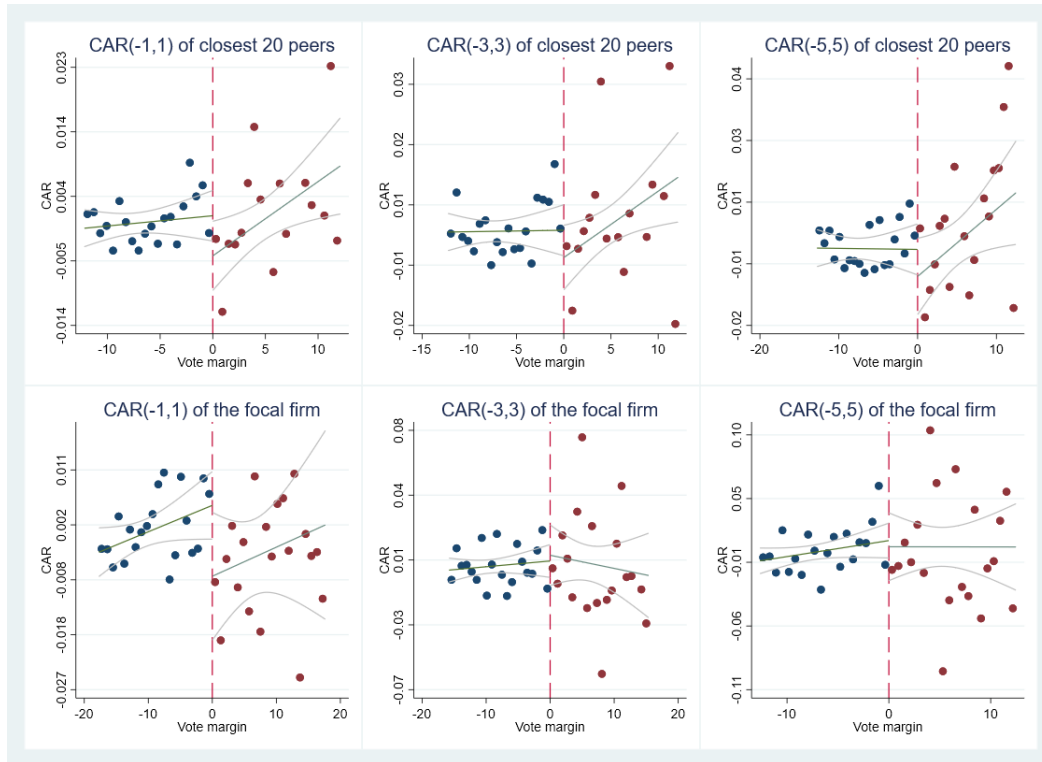 CAR(-1,1) of closest 20 peers
CAR
0.023
0.014
0.004
-0.005
-0.014
-10 -5 0 5 10
Vote margin
CAR(-3,3) of closest 20 peers
CAR
0.03
0.02
0.01
-0.01
-0.02
-15 -10 -5 0 5 10
Vote margin
CAR(-5,5) of closest 20 peers
CAR
0.04
0.03
0.01
-0.01
-0.02
-20 -10 0 10
Vote margin
CAR(-1,1) of the focal firm
CAR
0.011
0.002
-0.008
-0.018
-0.027
-20 -10 0 10 20
Vote margin
CAR(-3,3) of the focal firm
CAR
0.08
0.04
0.01
-0.03
-0.07
-20 -10 0 10 20
Vote margin
CAR(-5,5) of the focal firm
CAR
0.10
0.05
-0.01
-0.06
-0.11
-10 0 10
Vote margin